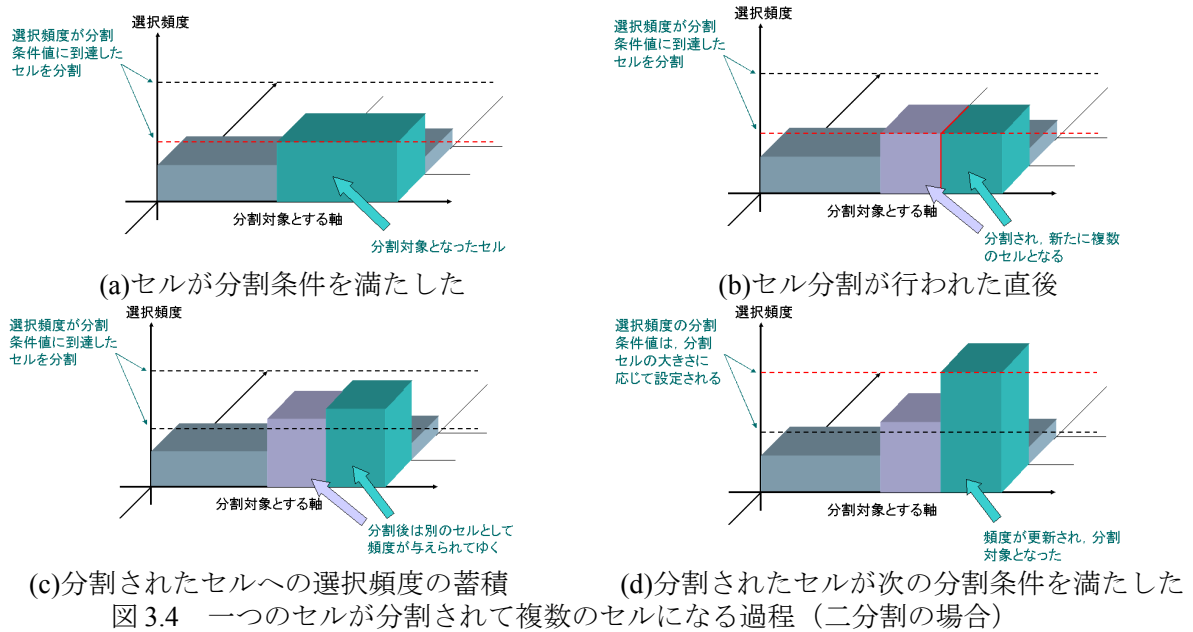 選択頻度
選択頻度が分割
条件値に到達した
セルを分割
分割対象とする軸
分割対象となったセル
(a)セルが分割条件を満たした
選択頻度
選択頻度が分割
条件値に到達した
セルを分割
分割対象とする軸
分割され，新たに複数
のセルとなる
(b)セル分割が行われた直後
選択頻度
選択頻度が分割
条件値に到達した
セルを分割
分割対象とする軸
分割後は別のセルとして
頻度が与えられてゆく
(c)分割されたセルへの選択頻度の蓄積
選択頻度
選択頻度の分割
条件値は，分割
セルの大きさに
応じて設定される
分割対象とする軸
頻度が更新され，分割
対象となった
(d)分割されたセルが次の分割条件を満たした
図 3.4　一つのセルが分割されて複数のセルになる過程（二分割の場合）